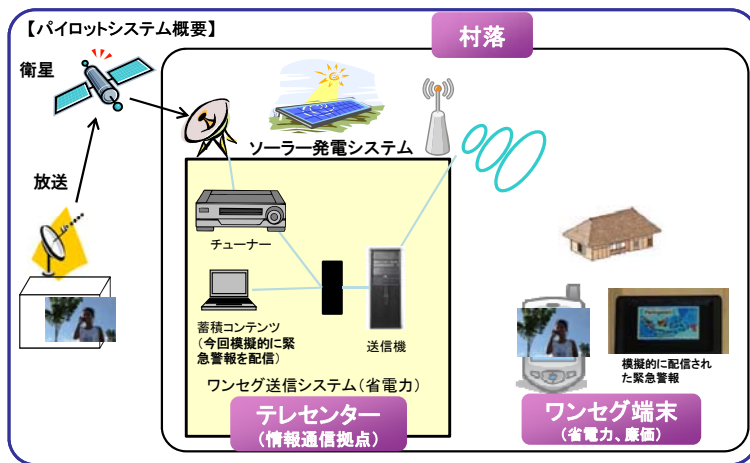 【パイロットシステム概要】
村落
衛星
ソーラー発電システム
放送
チューナー
蓄積コンテンツ
(今回模擬的に緊
急警報を配信)
送信機
模擬的に配信され
た緊急警報
ワンセグ送信システム(省電力)
テレセンター
(情報通信拠点)
ワンセグ端末
(省電力、廉価)